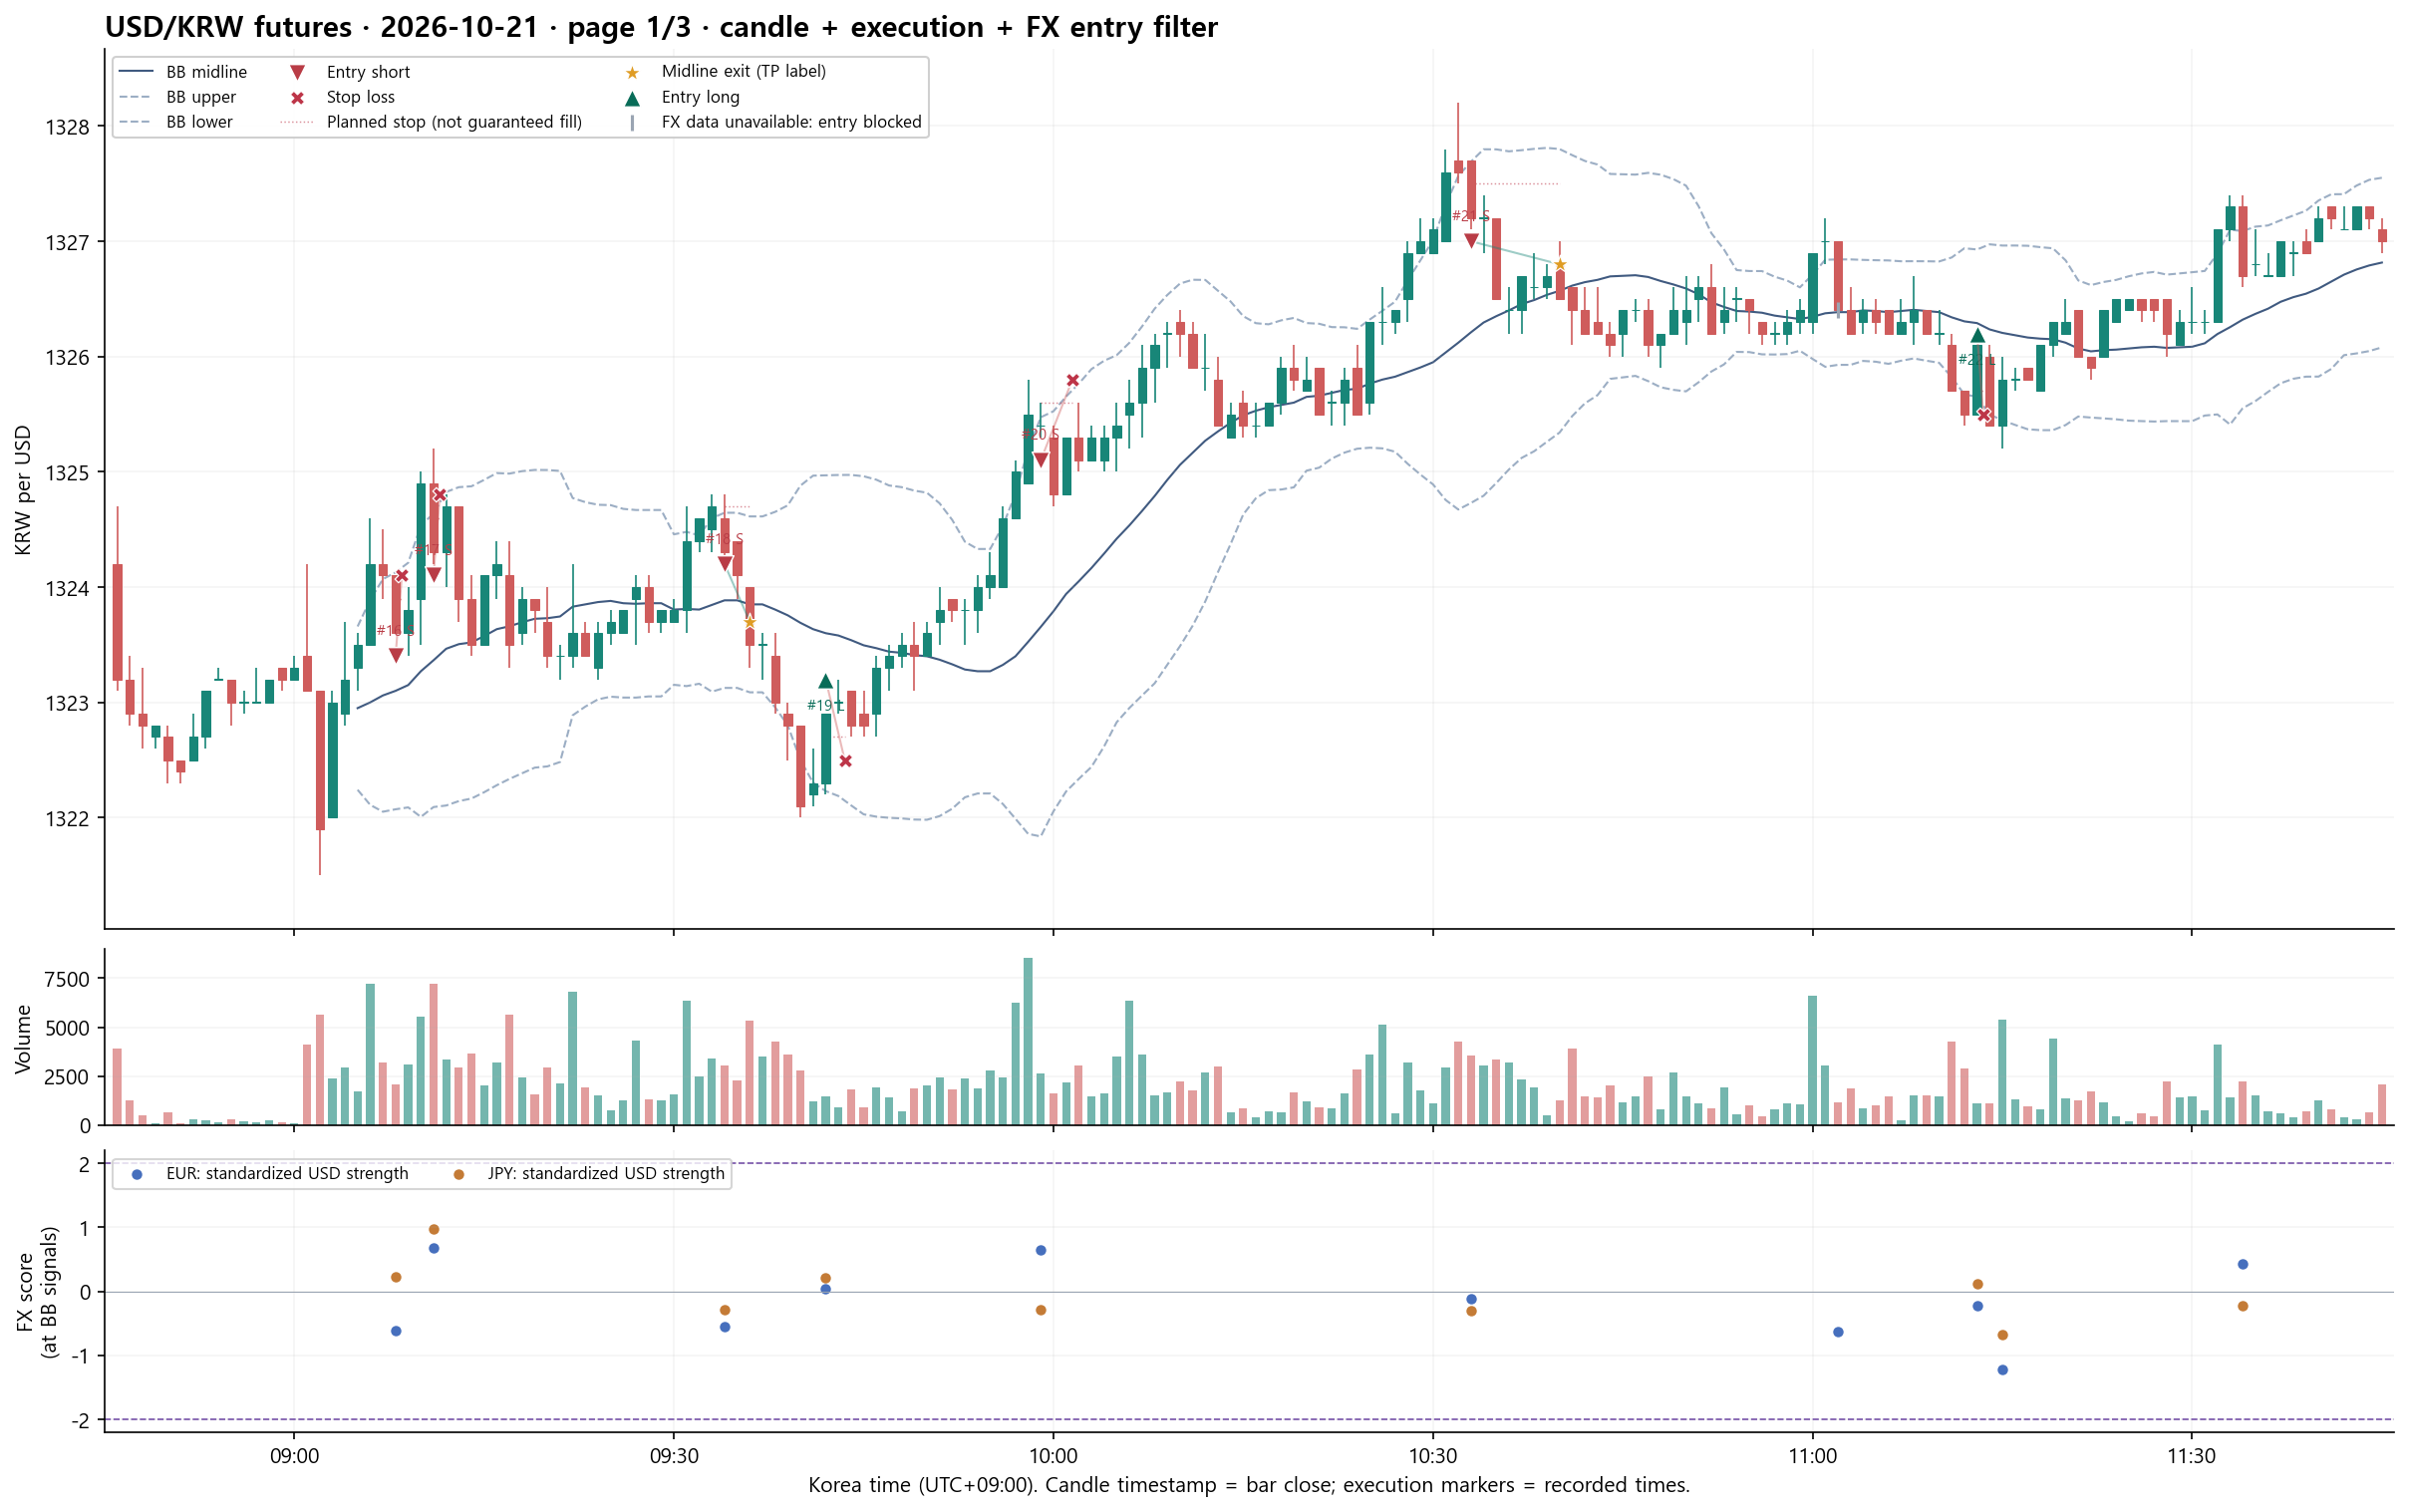 USD/KRW futures · 2026-10-21 · page 1/3 · candle + execution + FX entry filter
BB midline
BB upper
BB lower
Entry short
Stop loss
Planned stop (not guaranteed fill)
Midline exit (TP label)
Entry long
FX data unavailable: entry blocked
KRW per USD
1328
1327
1326
1325
1324
1323
1322
#16 S
#18 S
#19 L
#20 S
#21 S
Volume
7500
5000
2500
0
EUR: standardized USD strength
JPY: standardized USD strength
FX score
(at BB signals)
2
1
0
-1
-2
09:00
09:30
10:00
10:30
11:00
11:30
Korea time (UTC+09:00). Candle timestamp = bar close; execution markers = recorded times.